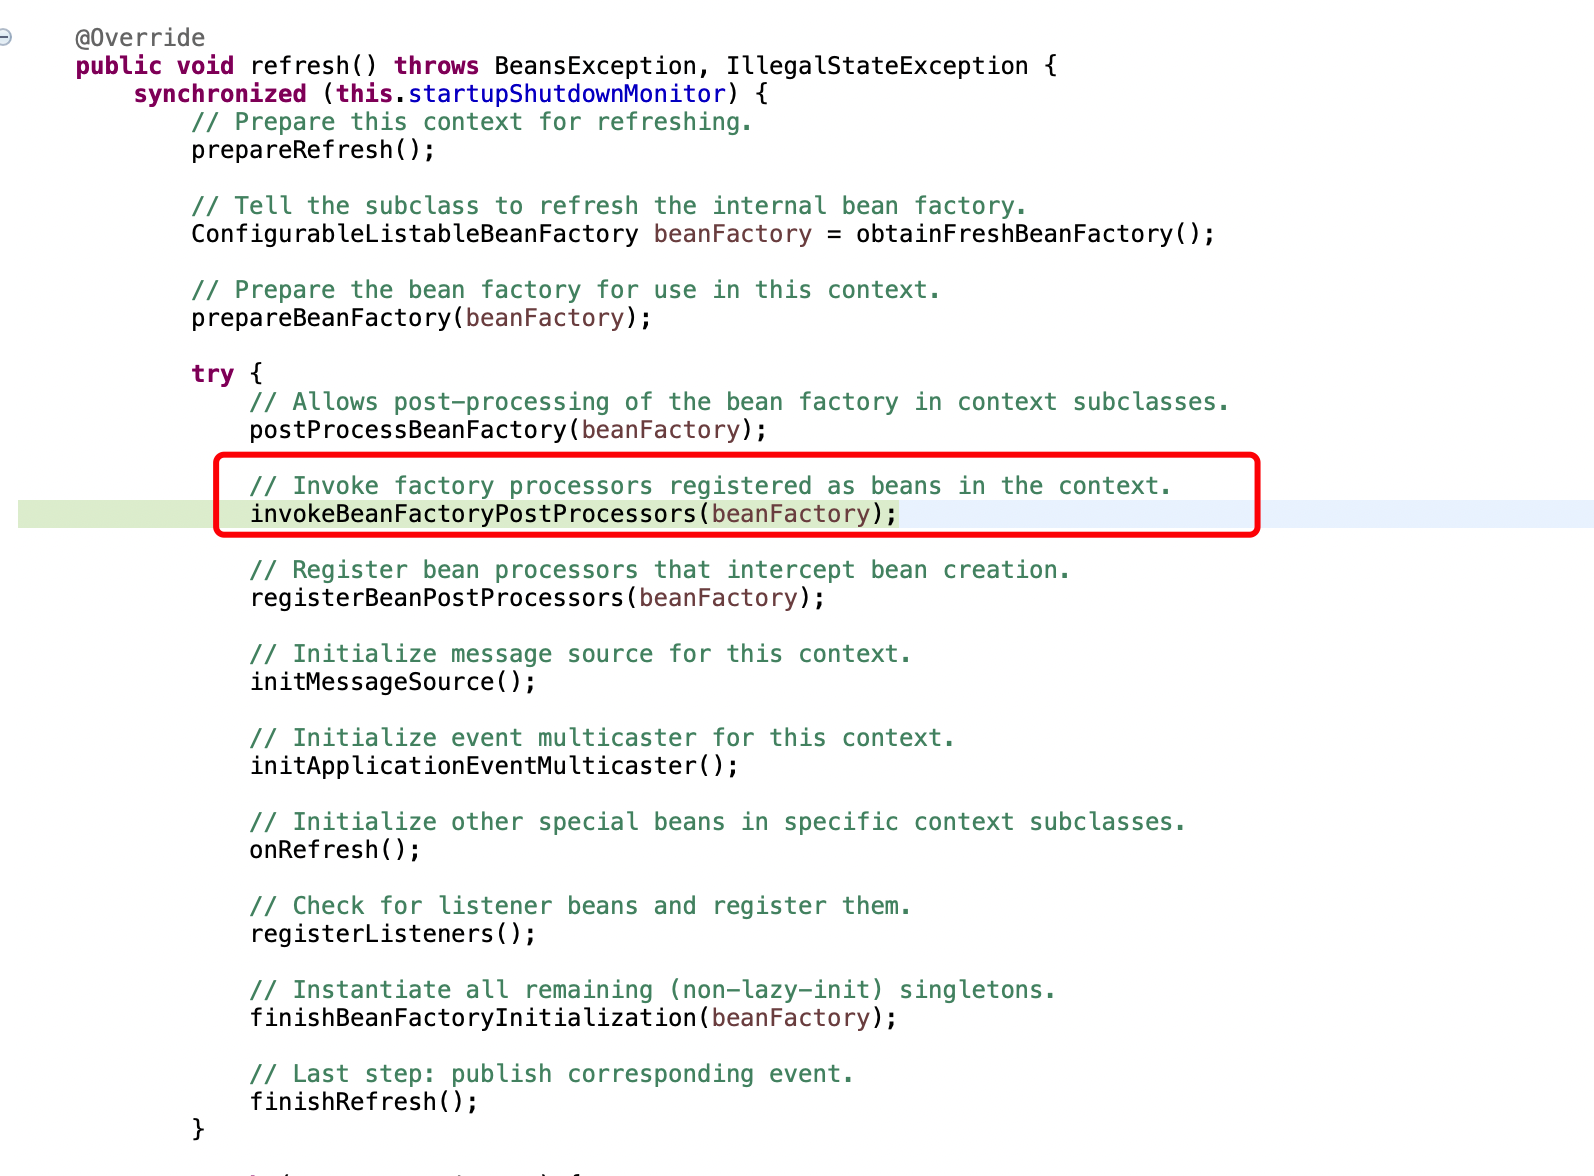 @Override
public void refresh() throws BeansException, IllegalStateException {
synchronized (this.startupShutdownMonitor) {
// Prepare this context for refreshing.
prepareRefresh();
// Tell the subclass to refresh the internal bean factory.
ConfigurableListableBeanFactory beanFactory = obtainFreshBeanFactory();
// Prepare the bean factory for use in this context.
prepareBeanFactory(beanFactory);
try {
// Allows post-processing of the bean factory in context subclasses.
postProcessBeanFactory(beanFactory);
// Invoke factory processors registered as beans in the context.
invokeBeanFactoryPostProcessors(beanFactory);
// Register bean processors that intercept bean creation.
registerBeanPostProcessors(beanFactory);
// Initialize message source for this context.
initMessageSource();
// Initialize event multicaster for this context.
initApplicationEventMulticaster();
// Initialize other special beans in specific context subclasses.
onRefresh();
// Check for listener beans and register them.
registerListeners();
// Instantiate all remaining (non-lazy-init) singletons.
finishBeanFactoryInitialization(beanFactory);
// Last step: publish corresponding event.
finishRefresh();
}